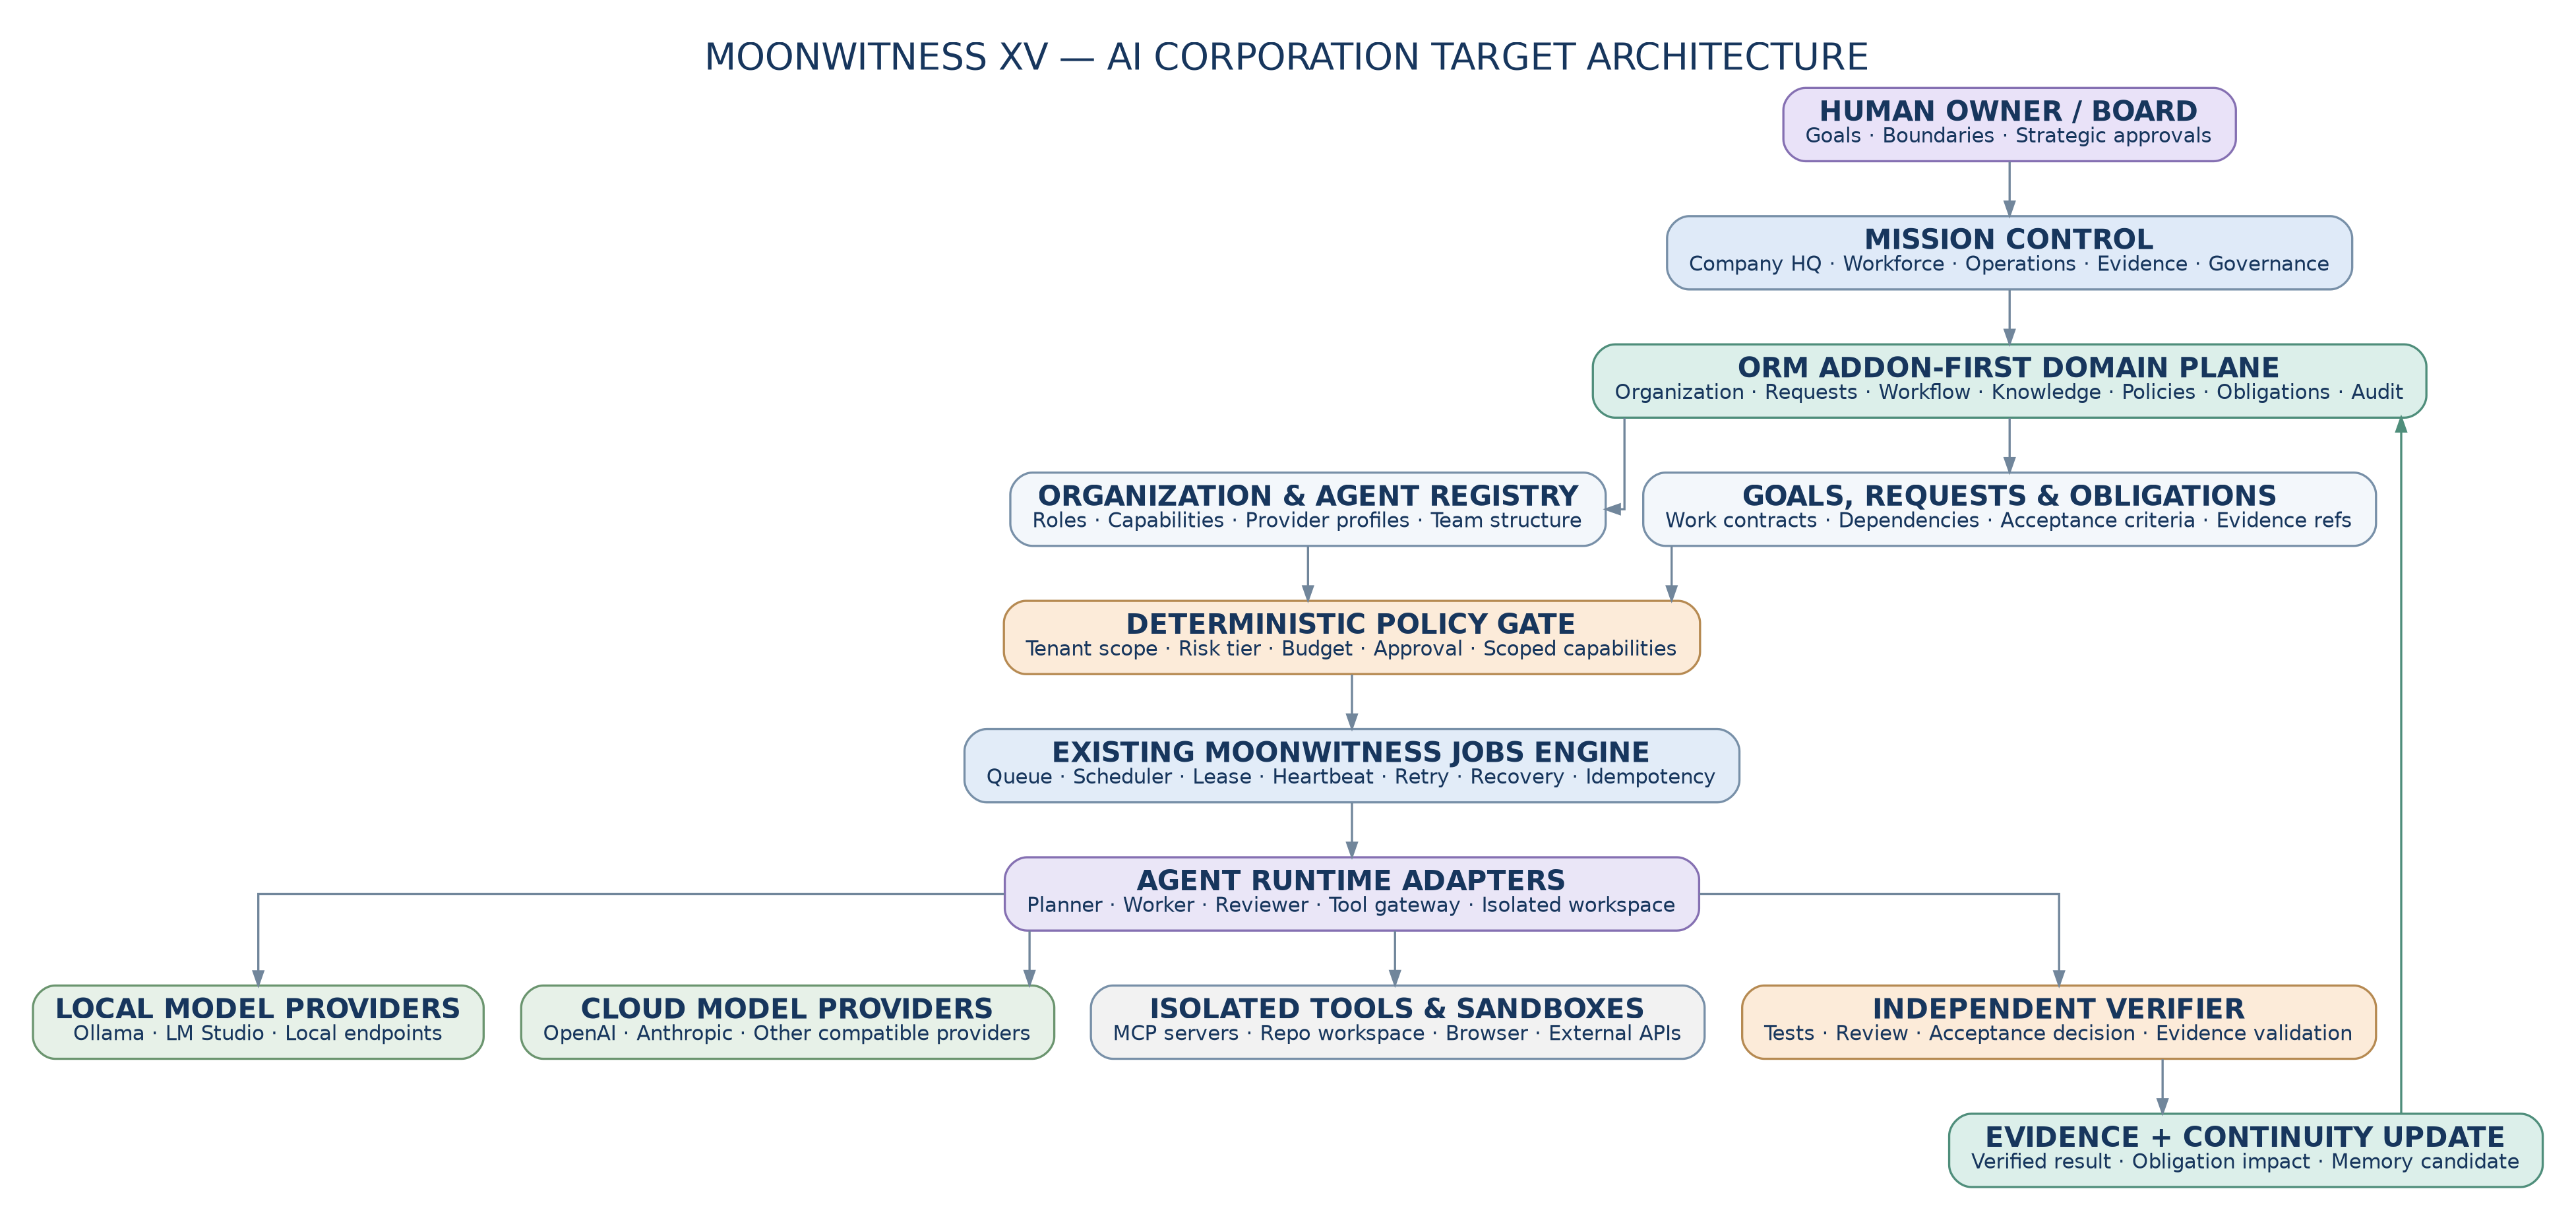 MOONWITNESS XV — AI CORPORATION TARGET ARCHITECTURE
HUMAN OWNER / BOARD
Goals · Boundaries · Strategic approvals
MISSION CONTROL
Company HQ · Workforce · Operations · Evidence · Governance
ORM ADDON-FIRST DOMAIN PLANE
Organization · Requests · Workflow · Knowledge · Policies · Obligations · Audit
ORGANIZATION & AGENT REGISTRY
Roles · Capabilities · Provider profiles · Team structure
GOALS, REQUESTS & OBLIGATIONS
Work contracts · Dependencies · Acceptance criteria · Evidence refs
DETERMINISTIC POLICY GATE
Tenant scope · Risk tier · Budget · Approval · Scoped capabilities
EXISTING MOONWITNESS JOBS ENGINE
Queue · Scheduler · Lease · Heartbeat · Retry · Recovery · Idempotency
AGENT RUNTIME ADAPTERS
Planner · Worker · Reviewer · Tool gateway · Isolated workspace
LOCAL MODEL PROVIDERS
Ollama · LM Studio · Local endpoints
CLOUD MODEL PROVIDERS
OpenAI · Anthropic · Other compatible providers
ISOLATED TOOLS & SANDBOXES
MCP servers · Repo workspace · Browser · External APIs
INDEPENDENT VERIFIER
Tests · Review · Acceptance decision · Evidence validation
EVIDENCE + CONTINUITY UPDATE
Verified result · Obligation impact · Memory candidate